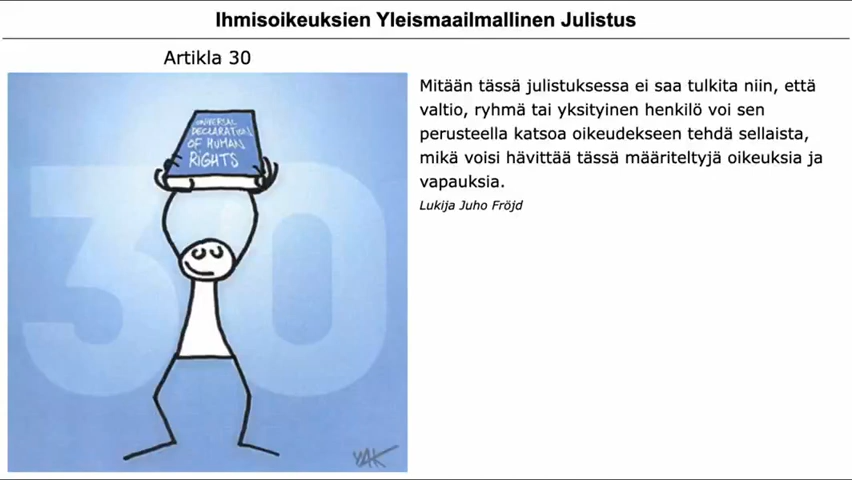 Ihmisoikeuksien Yleismaailmallinen Julistus
Artikla 30
30
UNIVERSAL
DECLARATION
OF HUMAN
RIGHTS
YAK
Mitään tässä julistuksessa ei saa tulkita niin, että
valtio, ryhmä tai yksityinen henkilö voi sen
perusteella katsoa oikeudekseen tehdä sellaista,
mikä voisi hävittää tässä määriteltyjä oikeuksia ja
vapauksia.
Lukija Juho Fröjd